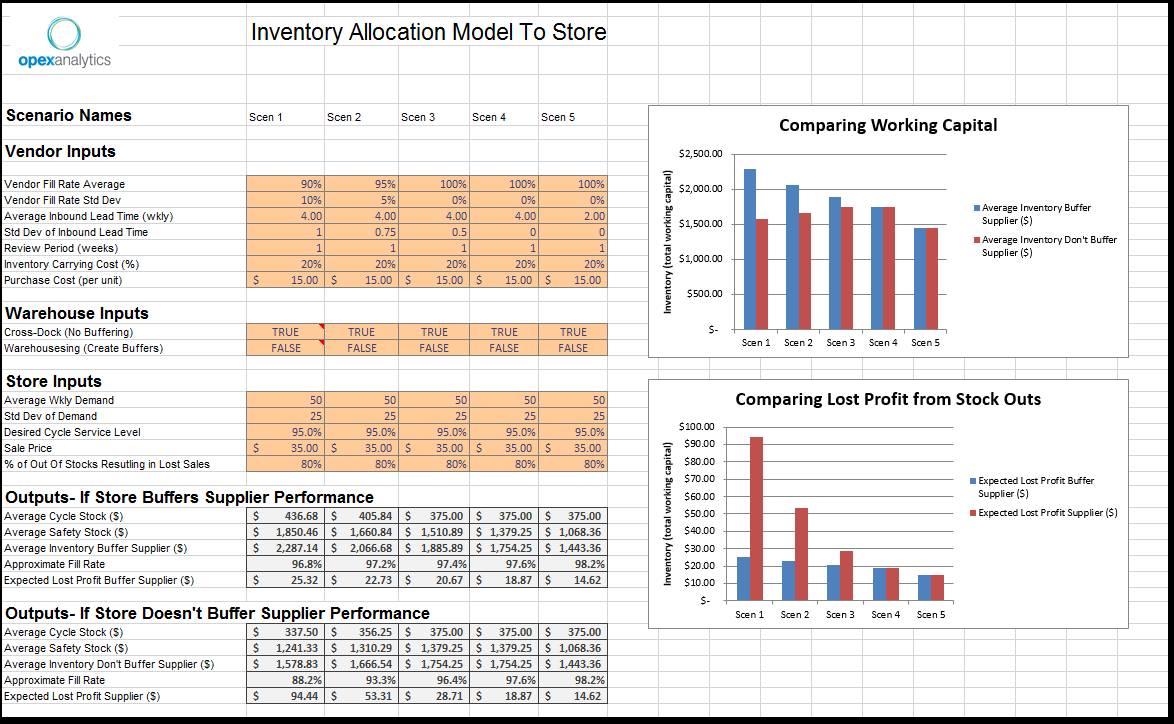 opexanalytics
Inventory Allocation Model To Store
Scenario Names Scen 1 Scen 2 Scen 3 Scen 4 Scen 5
Vendor Inputs
Vendor Fill Rate Average 90% 95% 100% 100% 100%
Vendor Fill Rate Std Dev 10% 5% 0% 0% 0%
Average Inbound Lead Time (wkly) 4.00 4.00 4.00 4.00 2.00
Std Dev of Inbound Lead Time 1 0.75 0.5 0 0
Review Period (weeks) 1 1 1 1 1
Inventory Carrying Cost (%) 20% 20% 20% 20% 20%
Purchase Cost (per unit) $ 15.00 $ 15.00 $ 15.00 $ 15.00 $ 15.00
Warehouse Inputs
Cross-Dock (No Buffering) TRUE TRUE TRUE TRUE TRUE
Warehousesing (Create Buffers) FALSE FALSE FALSE FALSE FALSE
Store Inputs
Average Wkly Demand 50 50 50 50 50
Std Dev of Demand 25 25 25 25 25
Desired Cycle Service Level 95.0% 95.0% 95.0% 95.0% 95.0%
Sale Price $ 35.00 $ 35.00 $ 35.00 $ 35.00 $ 35.00
% of Out Of Stocks Resutling in Lost Sales 80% 80% 80% 80% 80%
Outputs- If Store Buffers Supplier Performance
Average Cycle Stock ($) $ 436.68 $ 405.84 $ 375.00 $ 375.00 $ 375.00
Average Safety Stock ($) $ 1,850.46 $ 1,660.84 $ 1,510.89 $ 1,379.25 $ 1,068.36
Average Inventory Buffer Supplier ($) $ 2,287.14 $ 2,066.68 $ 1,885.89 $ 1,754.25 $ 1,443.36
Approximate Fill Rate 96.8% 97.2% 97.4% 97.6% 98.2%
Expected Lost Profit Buffer Supplier ($) $ 25.32 $ 22.73 $ 20.67 $ 18.87 $ 14.62
Outputs- If Store Doesn't Buffer Supplier Performance
Average Cycle Stock ($) $ 337.50 $ 356.25 $ 375.00 $ 375.00 $ 375.00
Average Safety Stock ($) $ 1,241.33 $ 1,310.29 $ 1,379.25 $ 1,379.25 $ 1,068.36
Average Inventory Don't Buffer Supplier ($) $ 1,578.83 $ 1,666.54 $ 1,754.25 $ 1,754.25 $ 1,443.36
Approximate Fill Rate 88.2% 93.3% 96.4% 97.6% 98.2%
Expected Lost Profit Supplier ($) $ 94.44 $ 53.31 $ 28.71 $ 18.87 $ 14.62
Comparing Working Capital
Inventory (total working capital)
$2,500.00
$2,000.00
$1,500.00
$1,000.00
$500.00
$-
Scen 1 Scen 2 Scen 3 Scen 4 Scen 5
Average Inventory Buffer
Supplier ($)
Average Inventory Don't Buffer
Supplier ($)
Comparing Lost Profit from Stock Outs
Inventory (total working capital)
$100.00
$90.00
$80.00
$70.00
$60.00
$50.00
$40.00
$30.00
$20.00
$10.00
$-
Scen 1 Scen 2 Scen 3 Scen 4 Scen 5
Expected Lost Profit Buffer
Supplier ($)
Expected Lost Profit Supplier ($)